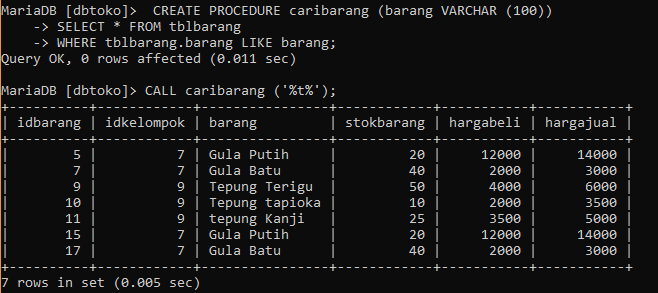 MariaDB [dbtoko]>  CREATE PROCEDURE caribarang (barang VARCHAR (100))
    -> SELECT * FROM tblbarang
    -> WHERE tblbarang.barang LIKE barang;
Query OK, 0 rows affected (0.011 sec)

MariaDB [dbtoko]> CALL caribarang ('%t%');
+----------+------------+----------------+------------+-----------+-----------+
| idbarang | idkelompok | barang         | stokbarang | hargabeli | hargajual |
+----------+------------+----------------+------------+-----------+-----------+
|        5 |          7 | Gula Putih     |         20 |     12000 |     14000 |
|        7 |          7 | Gula Batu      |         40 |      2000 |      3000 |
|        9 |          9 | Tepung Terigu  |         50 |      4000 |      6000 |
|       10 |          9 | Tepung tapioka |         10 |      2000 |      3500 |
|       11 |          9 | tepung Kanji   |         25 |      3500 |      5000 |
|       15 |          7 | Gula Putih     |         20 |     12000 |     14000 |
|       17 |          7 | Gula Batu      |         40 |      2000 |      3000 |
+----------+------------+----------------+------------+-----------+-----------+
7 rows in set (0.005 sec)